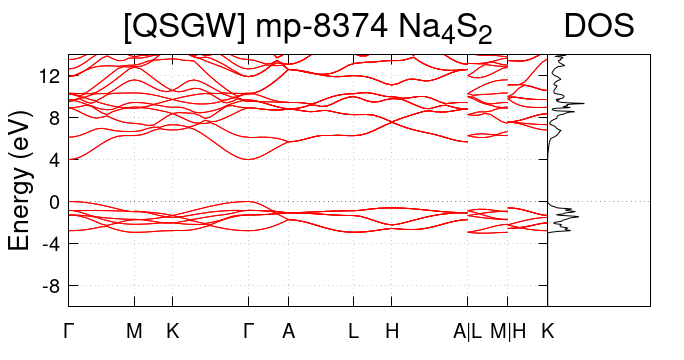 [QSGW] mp-8374 Na4S2 DOS
Energy (eV)
12
8
4
0
-4
-8
Γ M K Γ A L H A|L M|H K